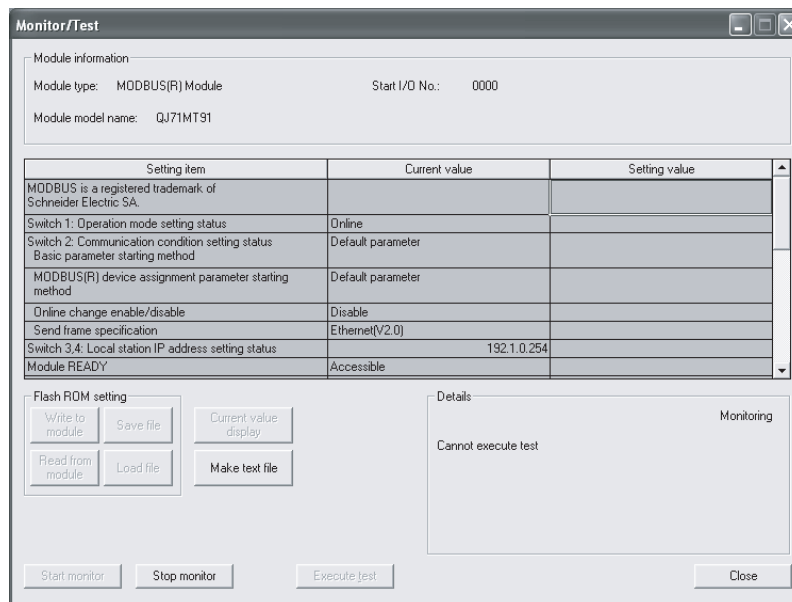 Monitor/Test
Module information
Module type: MODBUS(R) Module Start I/O No.: 0000
Module model name: QJ71MT91
Setting item Current value Setting value
MODBUS is a registered trademark of
Schneider Electric SA.
Switch 1: Operation mode setting status Online
Switch 2: Communication condition setting status Default parameter
Basic parameter starting method
MODBUS(R) device assignment parameter starting Default parameter
method
Online change enable/disable Disable
Send frame specification Ethernet(V2.0)
Switch 3,4: Local station IP address setting status 192.1.0.254
Module READY Accessible
Flash ROM setting
Write to
module
Save file
Current value
display
Read from
module
Load file
Make text file
Details
Monitoring
Cannot execute test
Start monitor Stop monitor Execute test Close